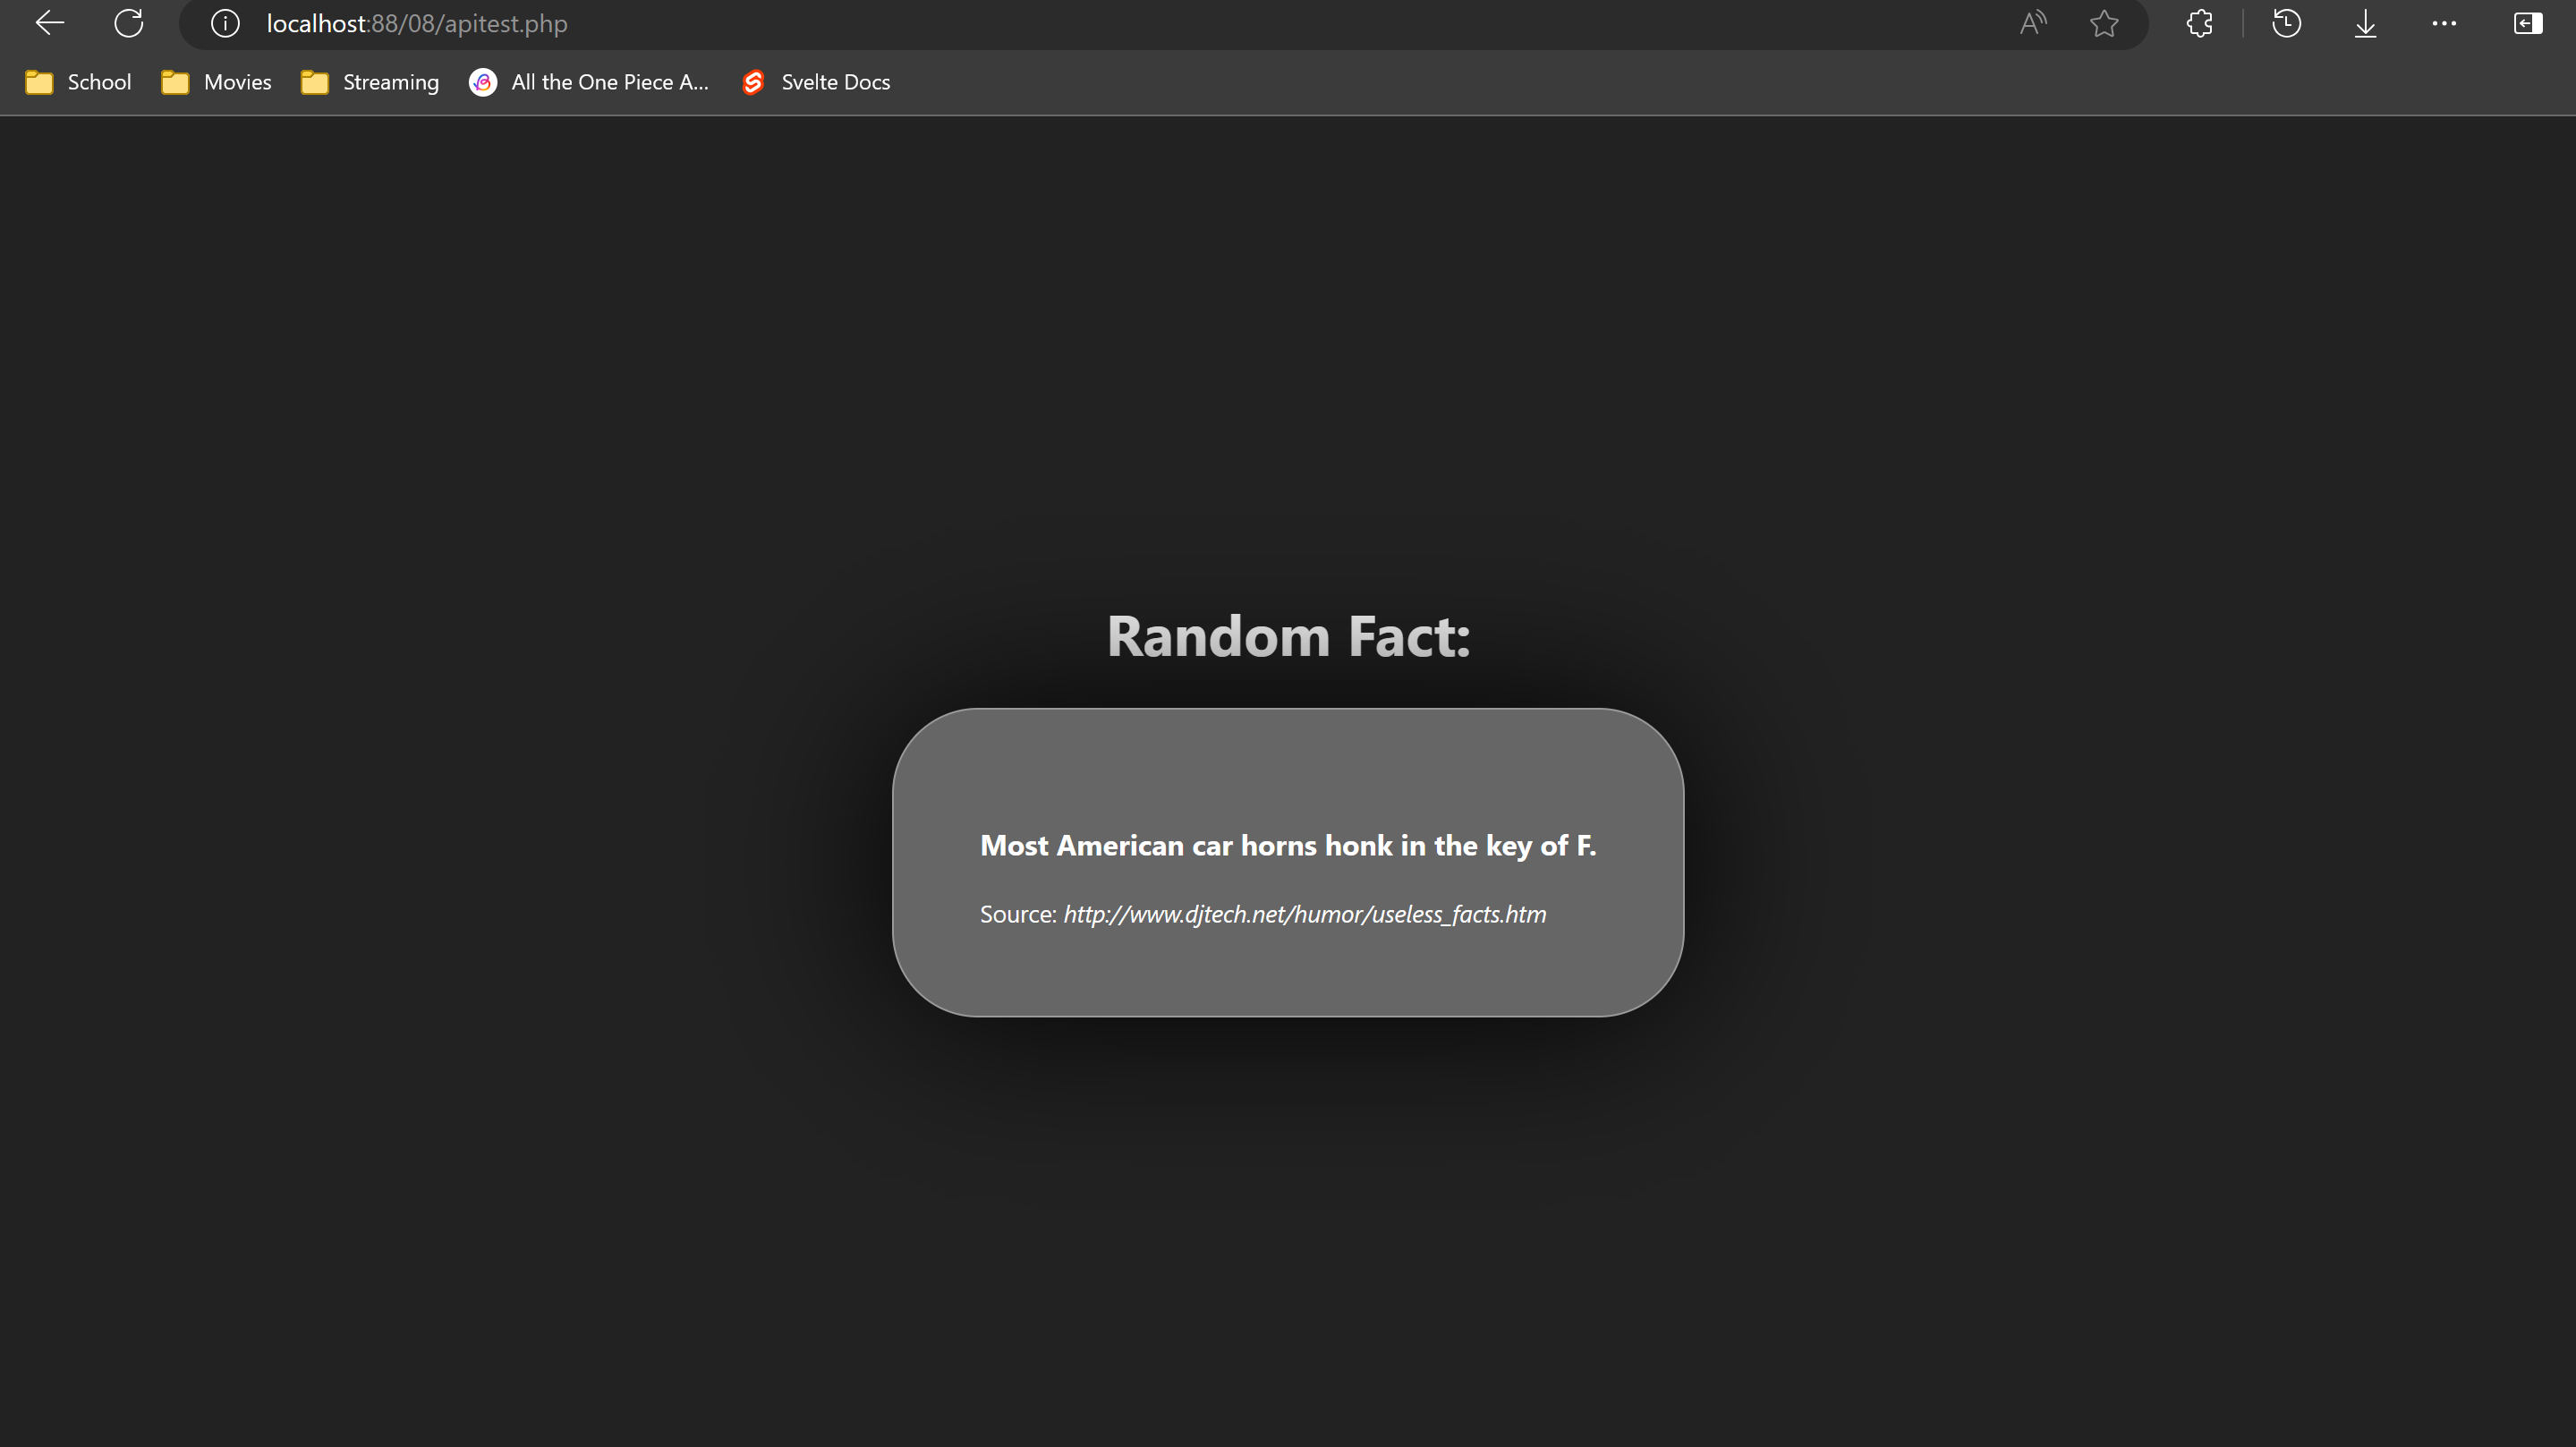 localhost:88/08/apitest.php
School Movies Streaming All the One Piece A... Svelte Docs
Random Fact:
Most American car horns honk in the key of F.
Source: http://www.djtech.net/humor/useless_facts.htm